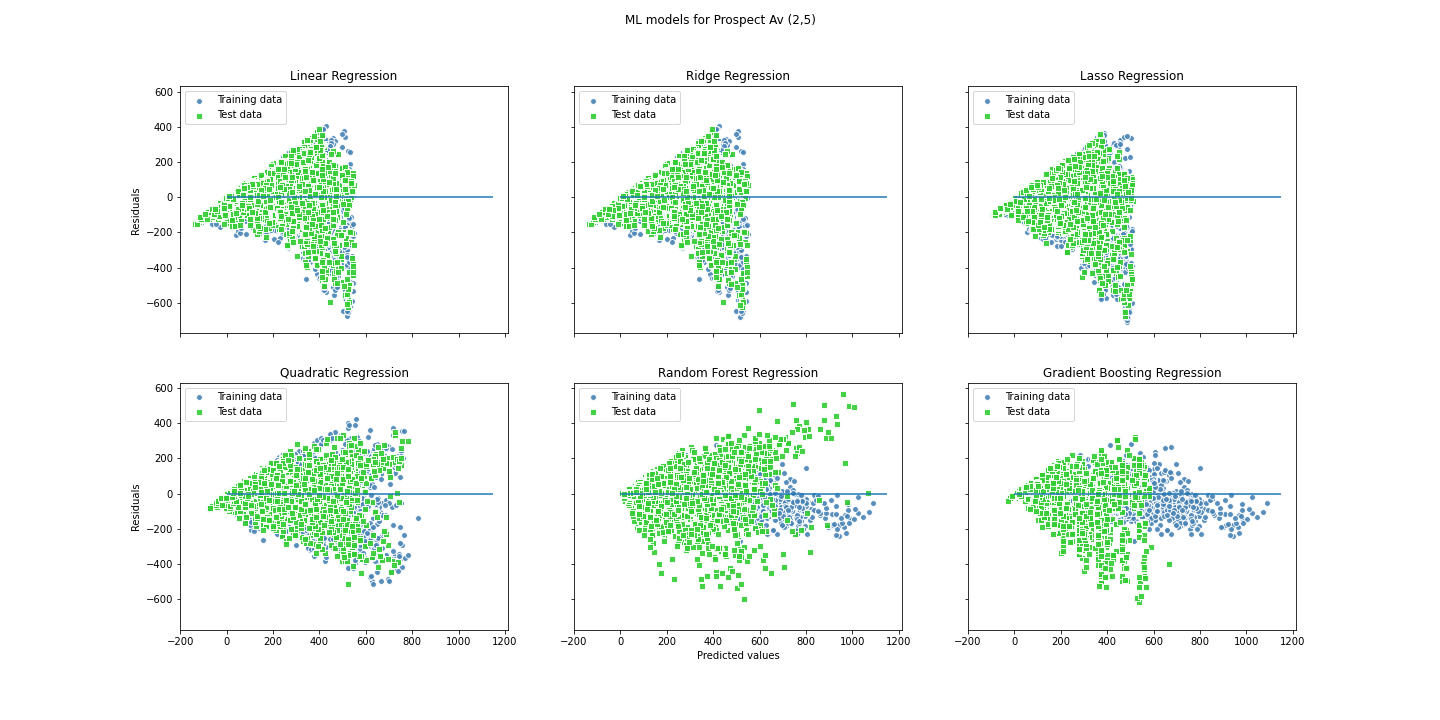 ML models for Prospect Av (2,5)
Linear Regression
Ridge Regression
Lasso Regression
Training data
Test data
Training data
Test data
Training data
Test data
600
400
200
0
−200
−400
−600
Residuals
Quadratic Regression
Random Forest Regression
Gradient Boosting Regression
Training data
Test data
Training data
Test data
Training data
Test data
600
400
200
0
−200
−400
−600
Residuals
−200 0 200 400 600 800 1000 1200
−200 0 200 400 600 800 1000 1200
−200 0 200 400 600 800 1000 1200
Predicted values